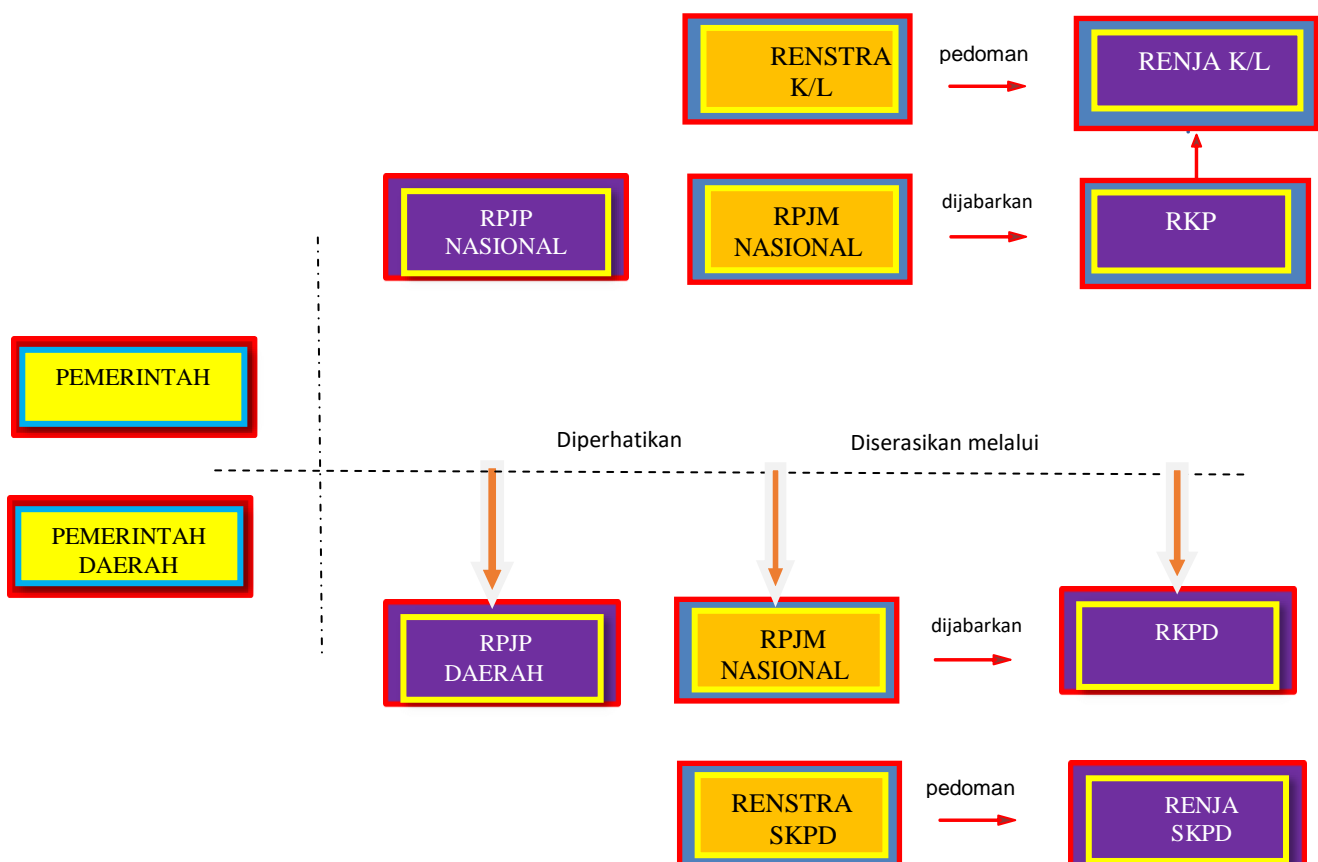 RENSTRA
K/L
pedoman
RENJA K/L
RPJP
NASIONAL
RPJM
NASIONAL
dijabarkan
RKP
PEMERINTAH
Diperhatikan
Diserasikan melalui
PEMERINTAH
DAERAH
RPJP
DAERAH
RPJM
NASIONAL
dijabarkan
RKPD
RENSTRA
SKPD
pedoman
RENJA
SKPD